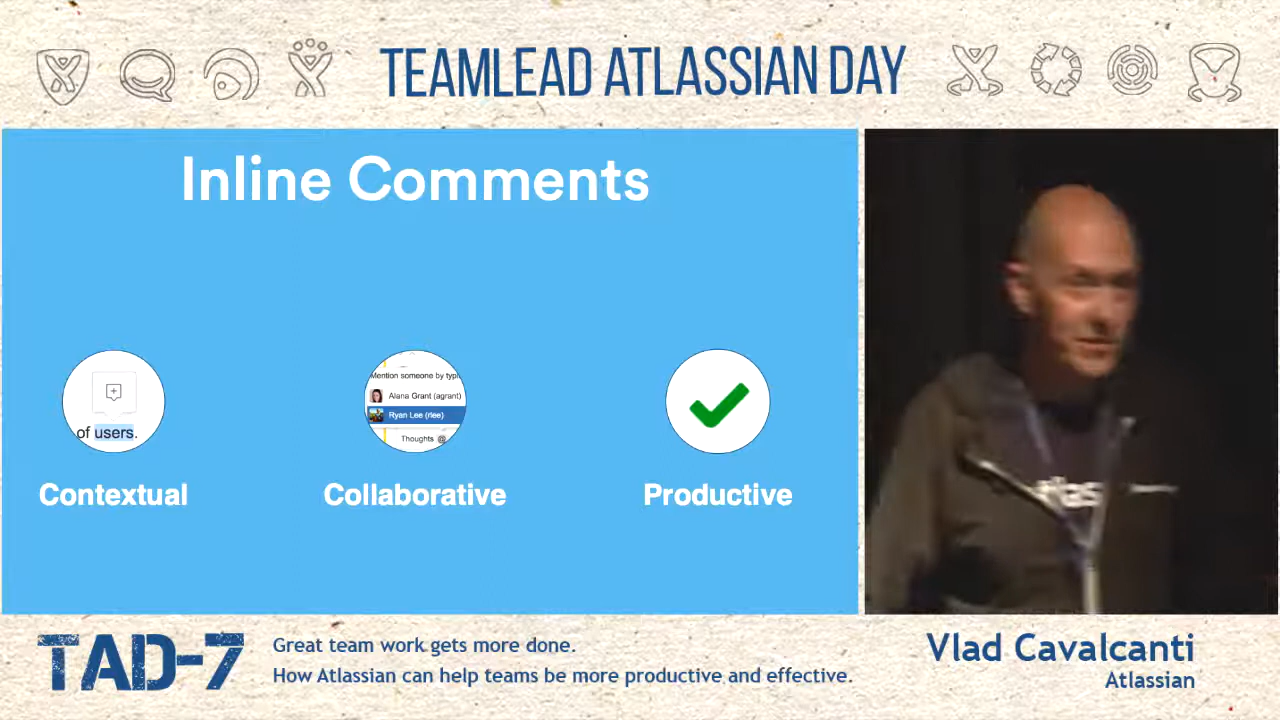 TEAMLEAD ATLASSIAN DAY
Inline Comments
of users.
Mention someone by
Alana Grant (agrant)
Ryan Lee (rlee)
Thoughts @
Contextual
Collaborative
Productive
TAD-7
Great team work gets more done.
How Atlassian can help teams be more productive and effective.
Vlad Cavalcanti
Atlassian